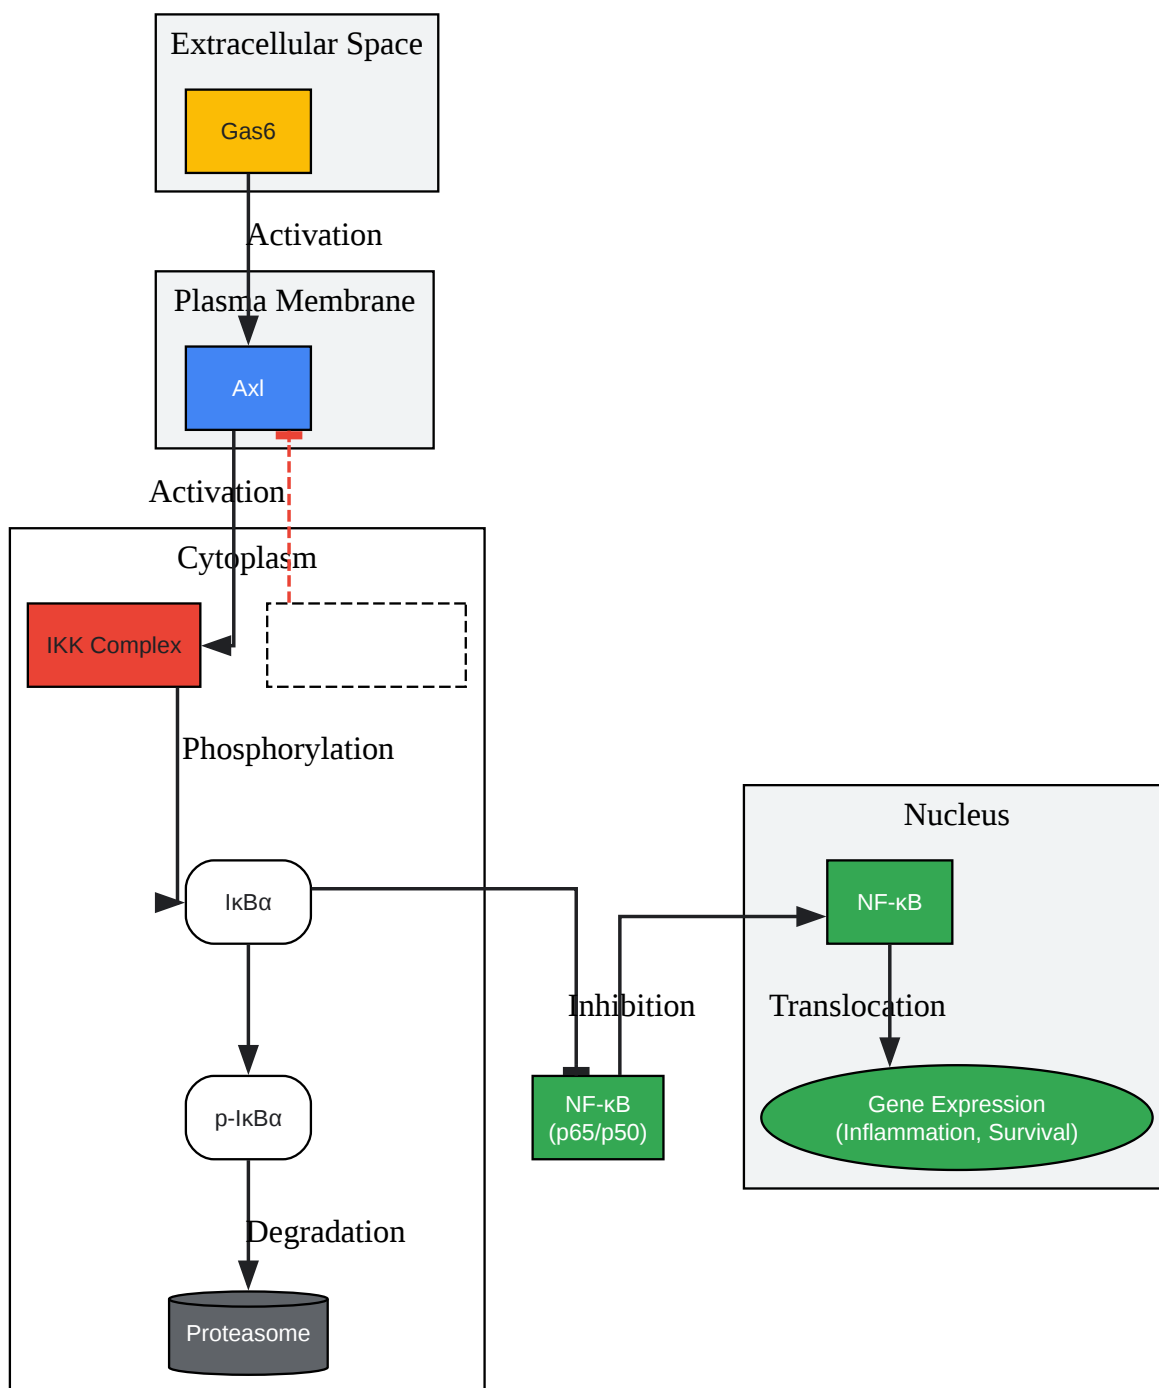 Extracellular Space
Gas6
Activation
Plasma Membrane
Axl
Activation
Cytoplasm
IKK Complex
Phosphorylation
Nucleus
IκBα
NF-κB
Inhibition
Translocation
p-IκBα
NF-κB
(p65/p50)
Gene Expression
(Inflammation, Survival)
Degradation
Proteasome